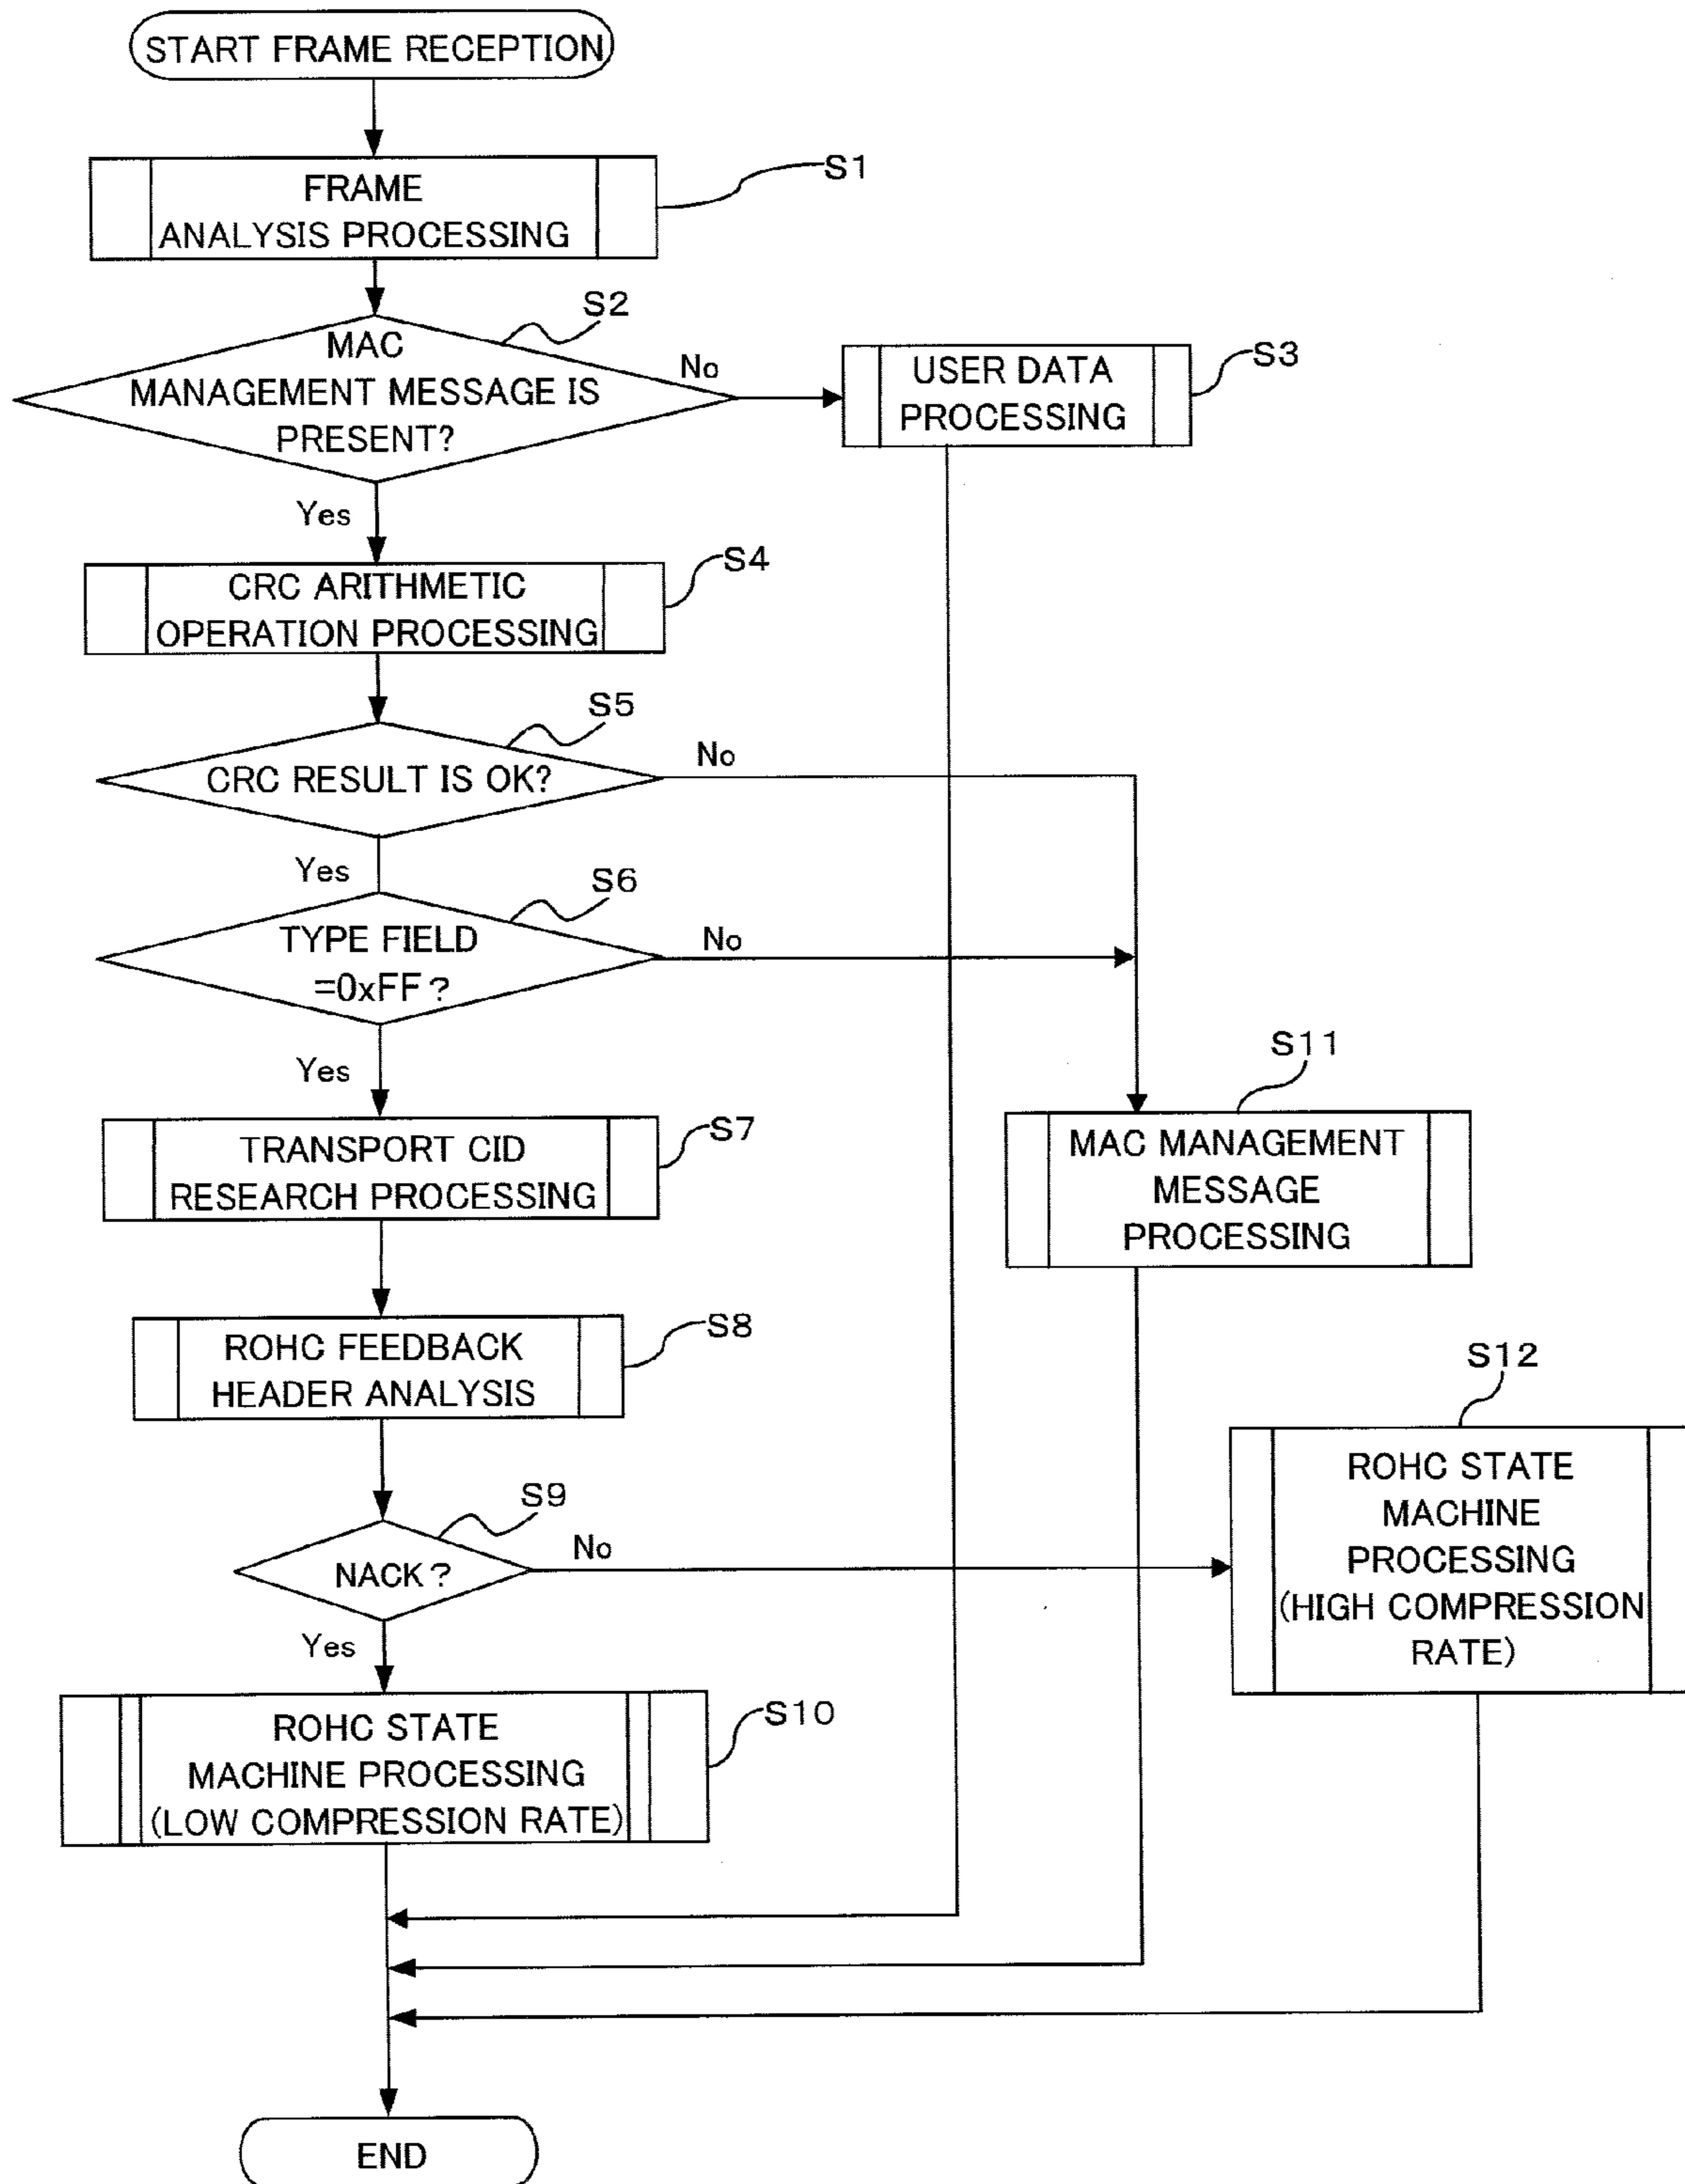 START FRAME RECEPTION
FRAME
ANALYSIS PROCESSING
S1
MAC
MANAGEMENT MESSAGE IS
PRESENT?
S2
No
USER DATA
PROCESSING
S3
Yes
CRC ARITHMETIC
OPERATION PROCESSING
S4
CRC RESULT IS OK?
S5
No
Yes
TYPE FIELD
=0xFF?
S6
No
Yes
TRANSPORT CID
RESEARCH PROCESSING
S7
MAC MANAGEMENT
MESSAGE
PROCESSING
S11
ROHC FEEDBACK
HEADER ANALYSIS
S8
NACK?
S9
No
ROHC STATE
MACHINE
PROCESSING
(HIGH COMPRESSION
RATE)
S12
Yes
ROHC STATE
MACHINE PROCESSING
(LOW COMPRESSION RATE)
S10
END